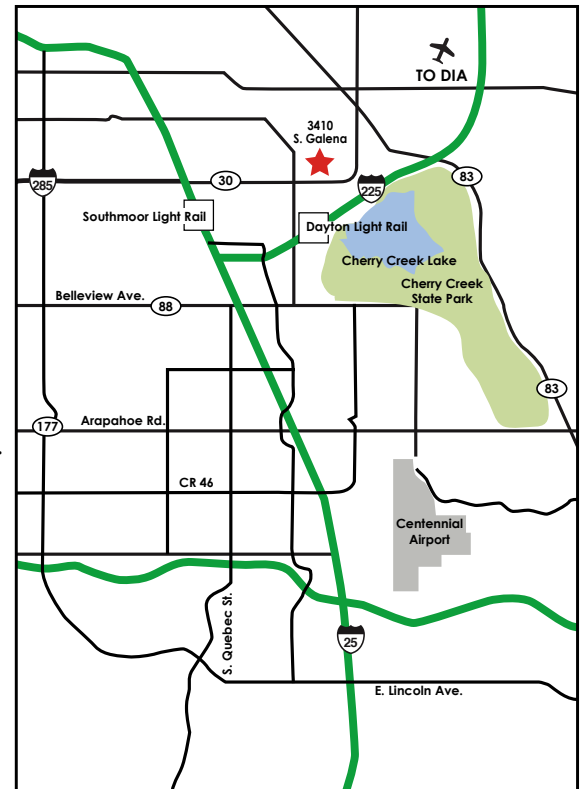 TO DIA
3410
S. Galena
285
30
225
83
Southmoor Light Rail
Dayton Light Rail
Cherry Creek Lake
Cherry Creek
State Park
Belleview Ave.
88
83
177
Arapahoe Rd.
CR 46
Centennial
Airport
S. Quebec St.
25
E. Lincoln Ave.